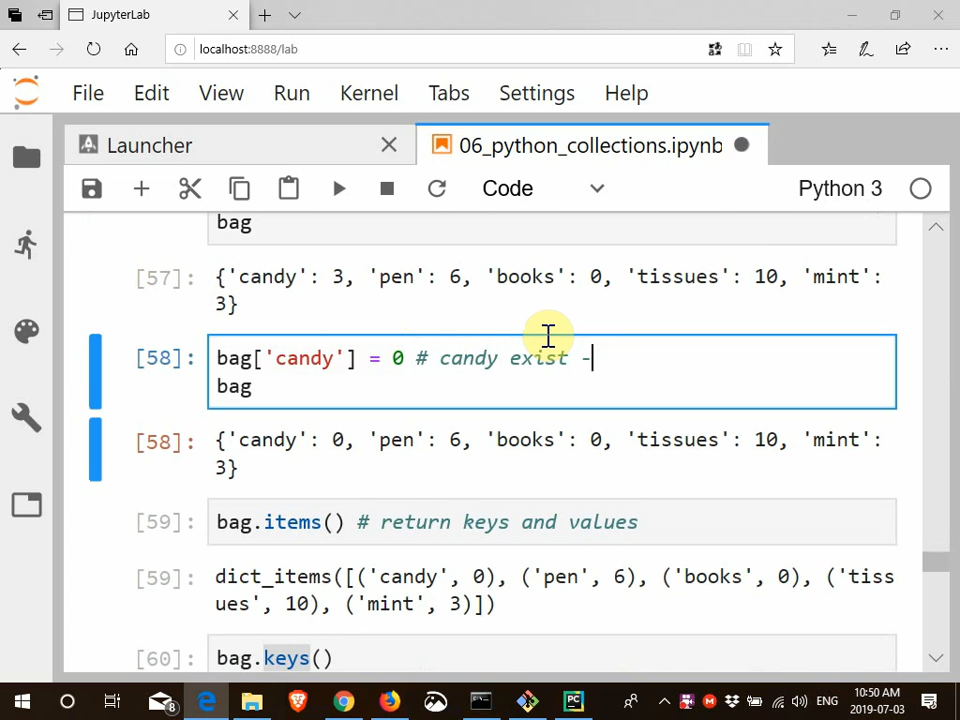 JupyterLab
localhost:8888/lab
File Edit View Run Kernel Tabs Settings Help
Launcher 06_python_collections.ipynb
Code Python 3
bag
[57]: {'candy': 3, 'pen': 6, 'books': 0, 'tissues': 10, 'mint':
3}
[58]: bag['candy'] = 0 # candy exist -
bag
[58]: {'candy': 0, 'pen': 6, 'books': 0, 'tissues': 10, 'mint':
3}
[59]: bag.items() # return keys and values
[59]: dict_items([('candy', 0), ('pen', 6), ('books', 0), ('tiss
ues', 10), ('mint', 3)])
[60]: bag.keys()
8 PC ENG 10:50 AM
2019-07-03